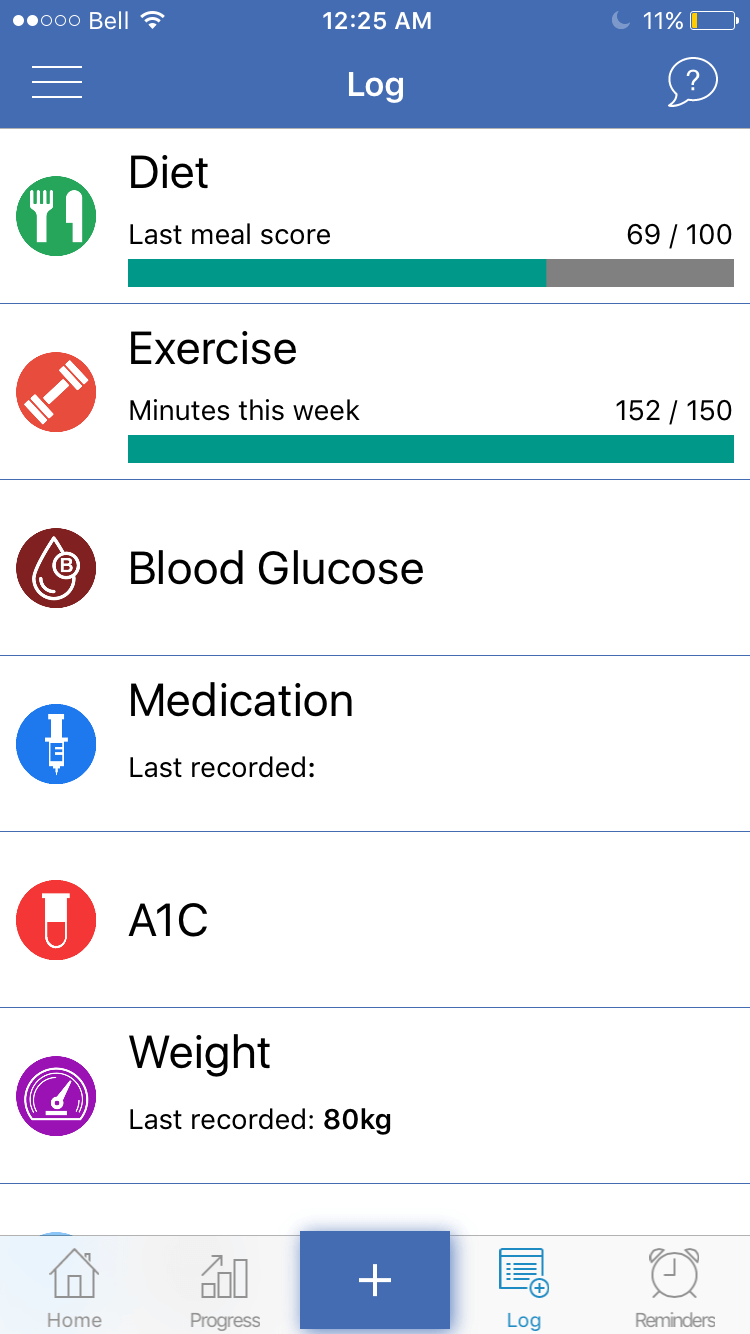 Bell 12:25 AM 11%
Log ?
Diet
Last meal score 69 / 100
Exercise
Minutes this week 152 / 150
B
Blood Glucose
Medication
Last recorded:
A1C
Weight
Last recorded: 80kg
+
Home Progress Log Reminders